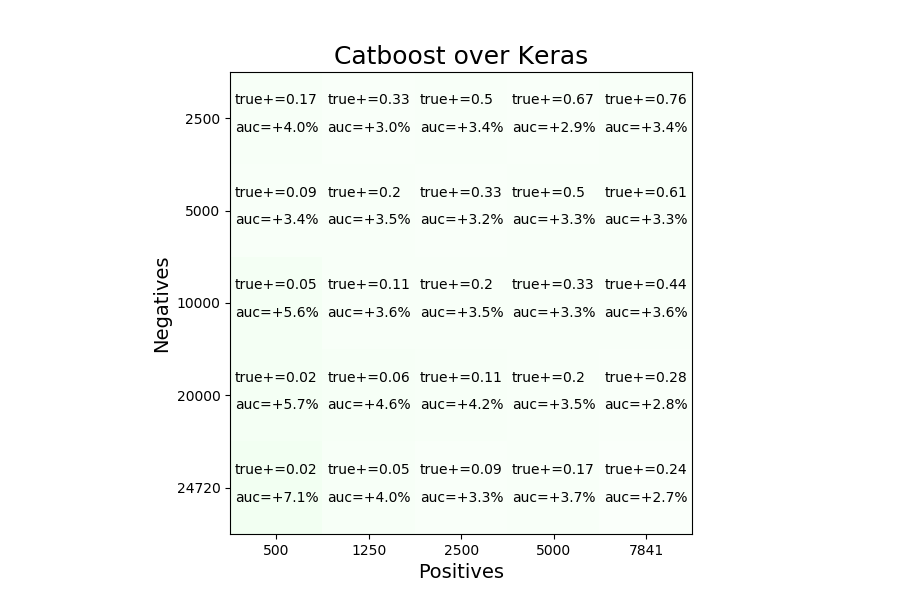 Catboost over Keras
true+=0.17 true+=0.33 true+=0.5 true+=0.67 true+=0.76
2500
auc=+4.0% auc=+3.0% auc=+3.4% auc=+2.9% auc=+3.4%
true+=0.09 true+=0.2 true+=0.33 true+=0.5 true+=0.61
5000
auc=+3.4% auc=+3.5% auc=+3.2% auc=+3.3% auc=+3.3%
true+=0.05 true+=0.11 true+=0.2 true+=0.33 true+=0.44
10000
auc=+5.6% auc=+3.6% auc=+3.5% auc=+3.3% auc=+3.6%
true+=0.02 true+=0.06 true+=0.11 true+=0.2 true+=0.28
20000
auc=+5.7% auc=+4.6% auc=+4.2% auc=+3.5% auc=+2.8%
true+=0.02 true+=0.05 true+=0.09 true+=0.17 true+=0.24
24720
auc=+7.1% auc=+4.0% auc=+3.3% auc=+3.7% auc=+2.7%
Negatives
500 1250 2500 5000 7841
Positives